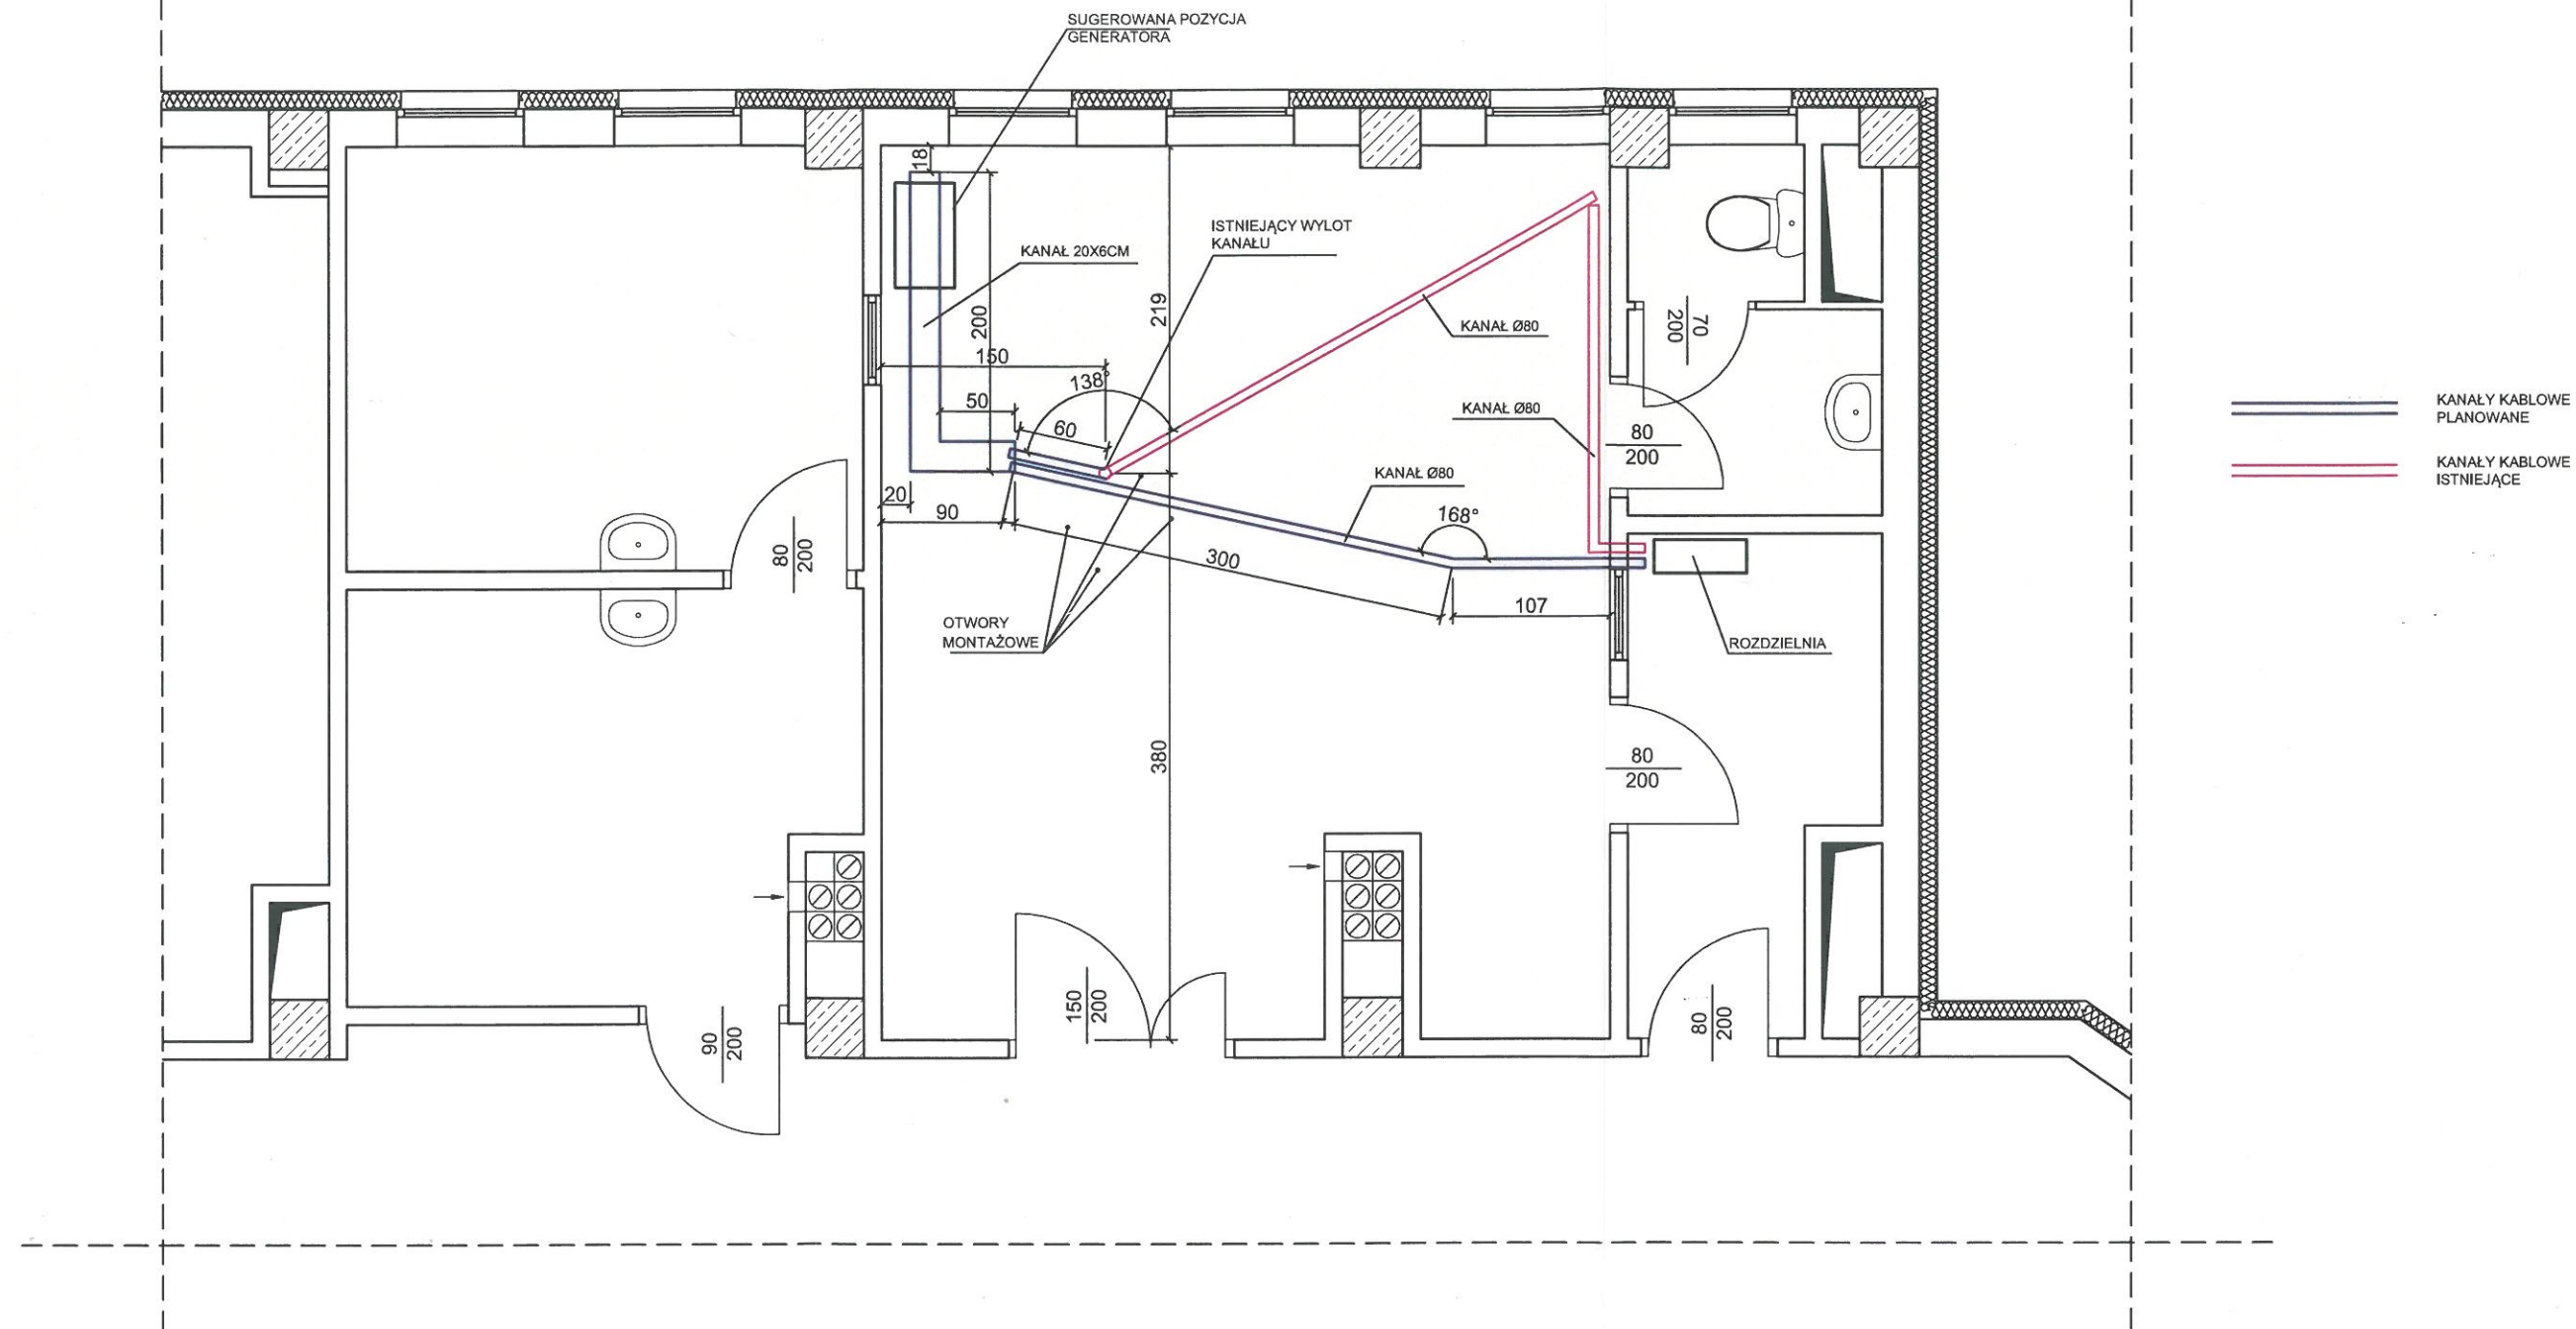 SUGEROWANA POZYCJA
GENERATORA
18
ISTNIEJĄCY WYLOT
KANAŁU
KANAŁ 20X6CM
200
219
KANAŁ Ø80
70
200
150
138°
50
60
KANAŁ Ø80
80
200
KANAŁ Ø80
20
90
168°
300
107
80
200
OTWORY
MONTAŻOWE
ROZDZIELNIA
380
80
200
90
200
150
200
80
200
KANAŁY KABLOWE
PLANOWANE
KANAŁY KABLOWE
ISTNIEJĄCE